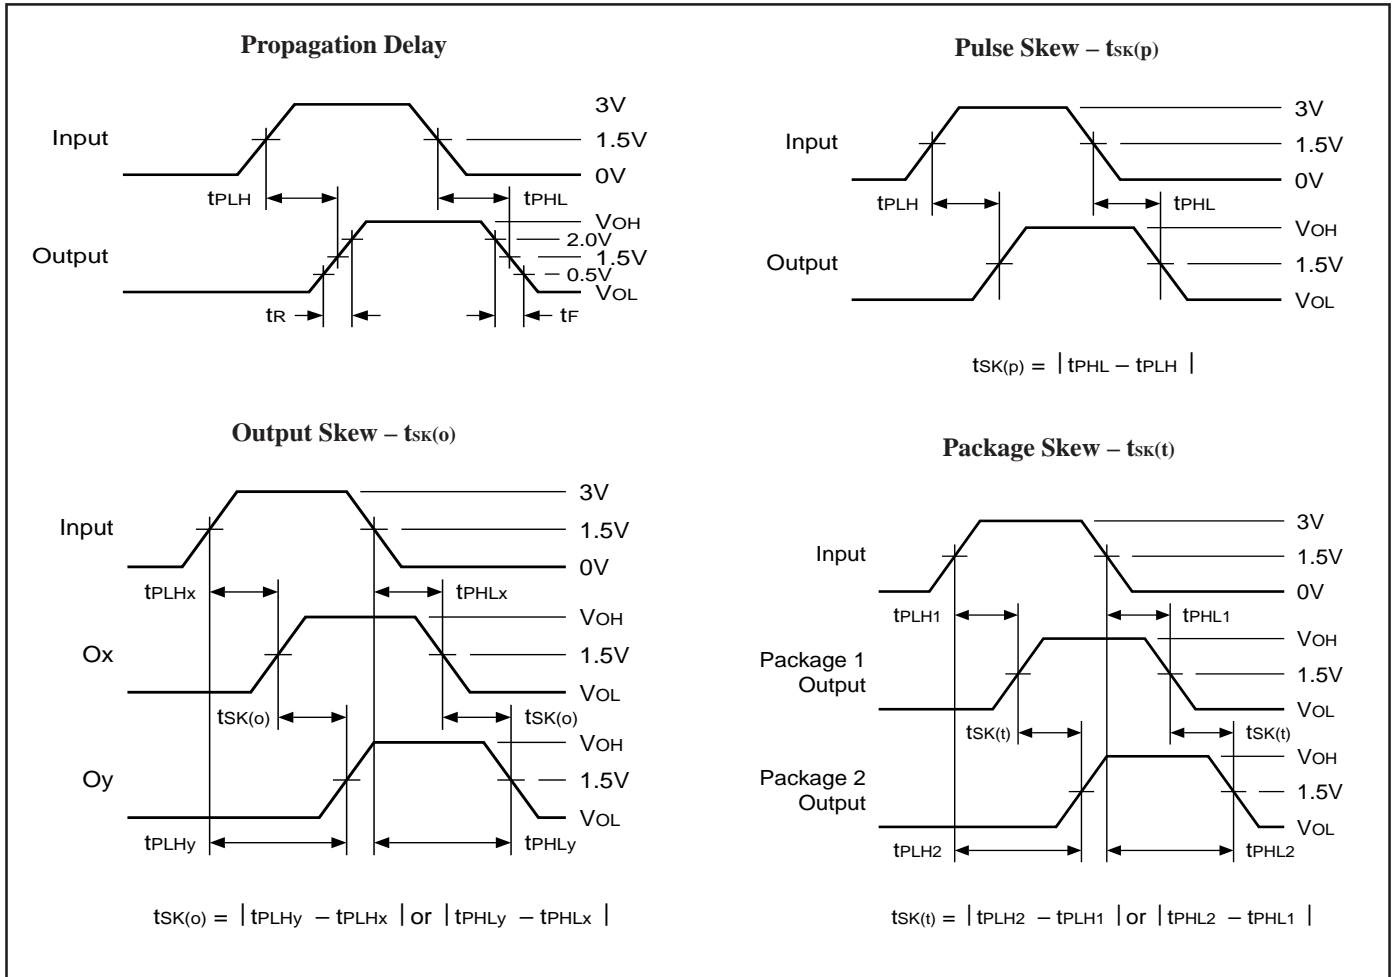 Propagation Delay
Input
3V
1.5V
0V
tPLH
tPHL
Output
VOH
2.0V
1.5V
0.5V
VOL
tR
tF
Pulse Skew – tSK(p)
Input
3V
1.5V
0V
tPLH
tPHL
Output
VOH
1.5V
VOL
tSK(p) = | tPHL – tPLH |
Output Skew – tSK(o)
Input
3V
1.5V
0V
tPLHx
tPHLx
Ox
VOH
1.5V
VOL
tSK(o)
tSK(o)
Oy
VOH
1.5V
VOL
tPLHy
tPHLy
tSK(o) = | tPLHy – tPLHx | or | tPHLy – tPHLx |
Package Skew – tSK(t)
Input
3V
1.5V
0V
tPLH1
tPHL1
Package 1
Output
VOH
1.5V
VOL
tSK(t)
tSK(t)
Package 2
Output
VOH
1.5V
VOL
tPLH2
tPHL2
tSK(t) = | tPLH2 – tPLH1 | or | tPHL2 – tPHL1 |